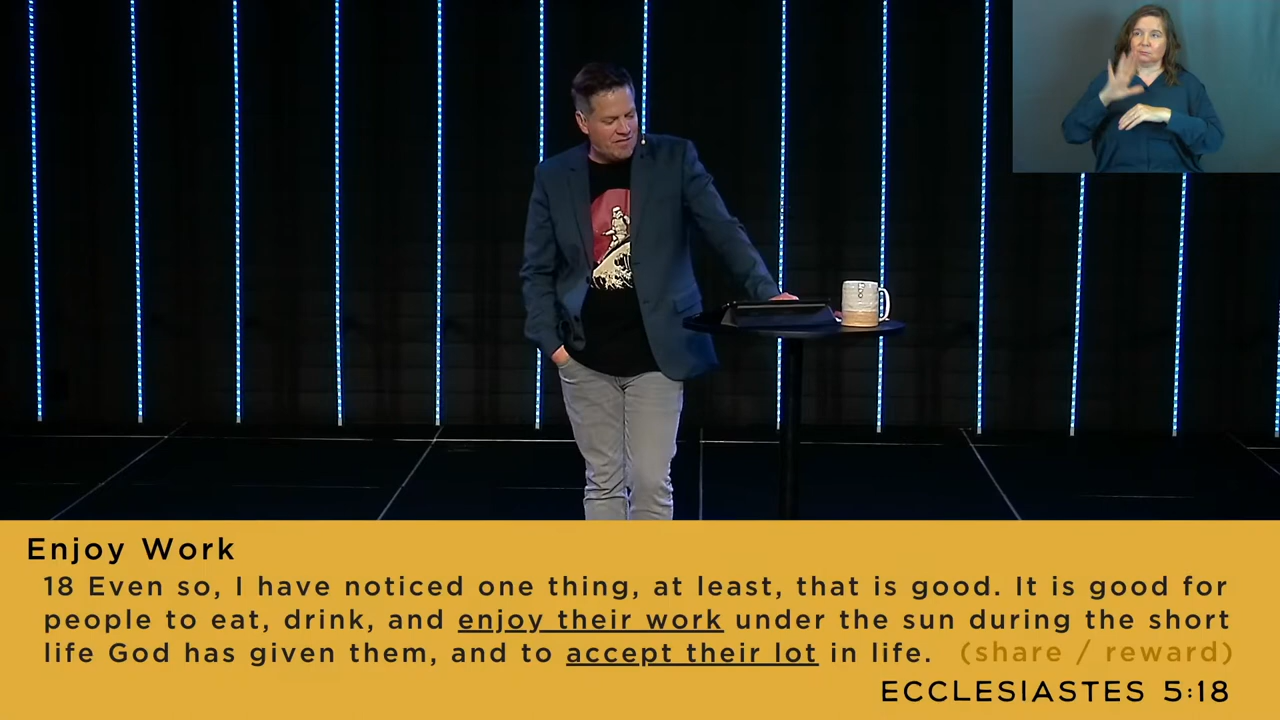 Enjoy Work
18 Even so, I have noticed one thing, at least, that is good. It is good for
people to eat, drink, and enjoy their work under the sun during the short
life God has given them, and to accept their lot in life. (share / reward)
ECCLESIASTES 5:18